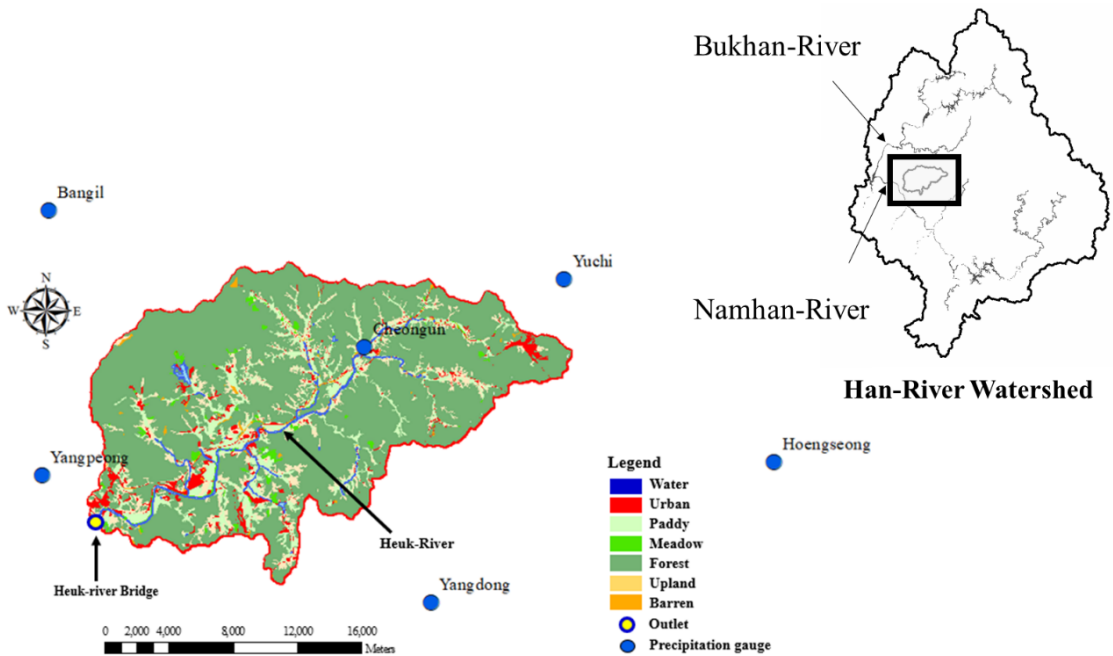 Bukhan-River
Namhan-River
Han-River Watershed
Bangil
Yuchi
N
W
E
S
Cheongun
Yangpeong
Hoengseong
Heuk-River
Heuk-river Bridge
Yangdong
Legend
Water
Urban
Paddy
Meadow
Forest
Upland
Barren
Outlet
Precipitation gauge
0 2,000 4,000 8,000 12,000 16,000
Meters